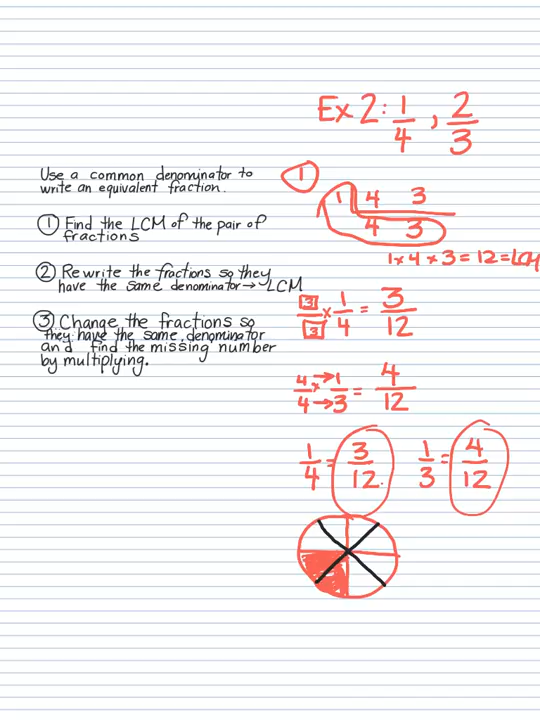 Ex 2: 1/4 , 2/3
Use a common denominator to
write an equivalent fraction.
① Find the LCM of the pair of
fractions
② Rewrite the fractions so they
have the same denominator → LCM
③ Change the fractions so
they have the same denominator
and find the missing number
by multiplying.
①
1 4 3
4 3
1 x 4 x 3 = 12 = LCM
3/3 x 1/4 = 3/12
4/4 x → 1/3 = 4/12
1/4 = 3/12. 1/3 = 4/12